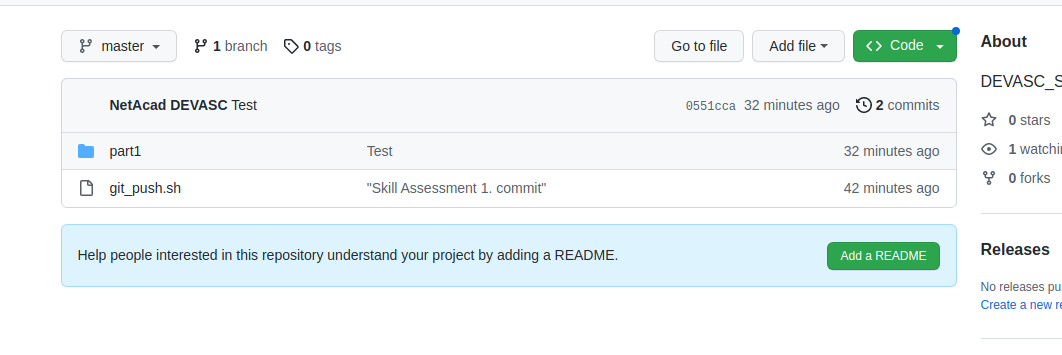 master 1 branch 0 tags Go to file Add file Code
NetAcad DEVASC Test 0551cca 32 minutes ago 2 commits
part1 Test 32 minutes ago
git_push.sh "Skill Assessment 1. commit" 42 minutes ago
Help people interested in this repository understand your project by adding a README. Add a README
About
DEVASC_S
0 stars
1 watchin
0 forks
Releases
No releases pu
Create a new re